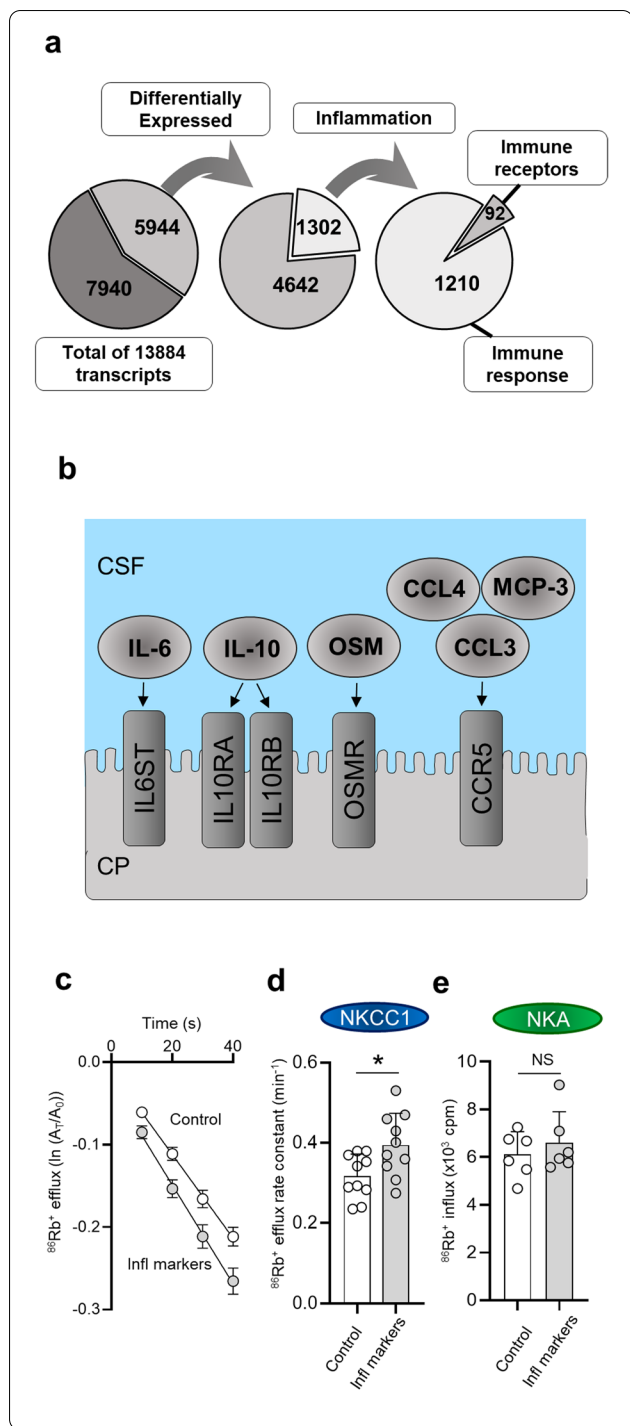 a
Differentially
Expressed
Inflammation
Immune
receptors
5944
7940
1302
4642
92
1210
Total of 13884
transcripts
Immune
response
b
CSF
CCL4
MCP-3
IL-6
IL-10
OSM
CCL3
IL6ST
IL10RA
IL10RB
OSMR
CCR5
CP
c
Time (s)
0 20 40
0.0
-0.1
-0.2
-0.3
⁸⁶Rb⁺ efflux (ln (A_T/A₀))
Control
Infl markers
d
NKCC1
*
0.6
0.4
0.2
0.0
⁸⁶Rb⁺ efflux rate constant (min⁻¹)
Control
Infl markers
e
NKA
NS
10
8
6
4
2
0
⁸⁶Rb⁺ influx (x10³ cpm)
Control
Infl markers